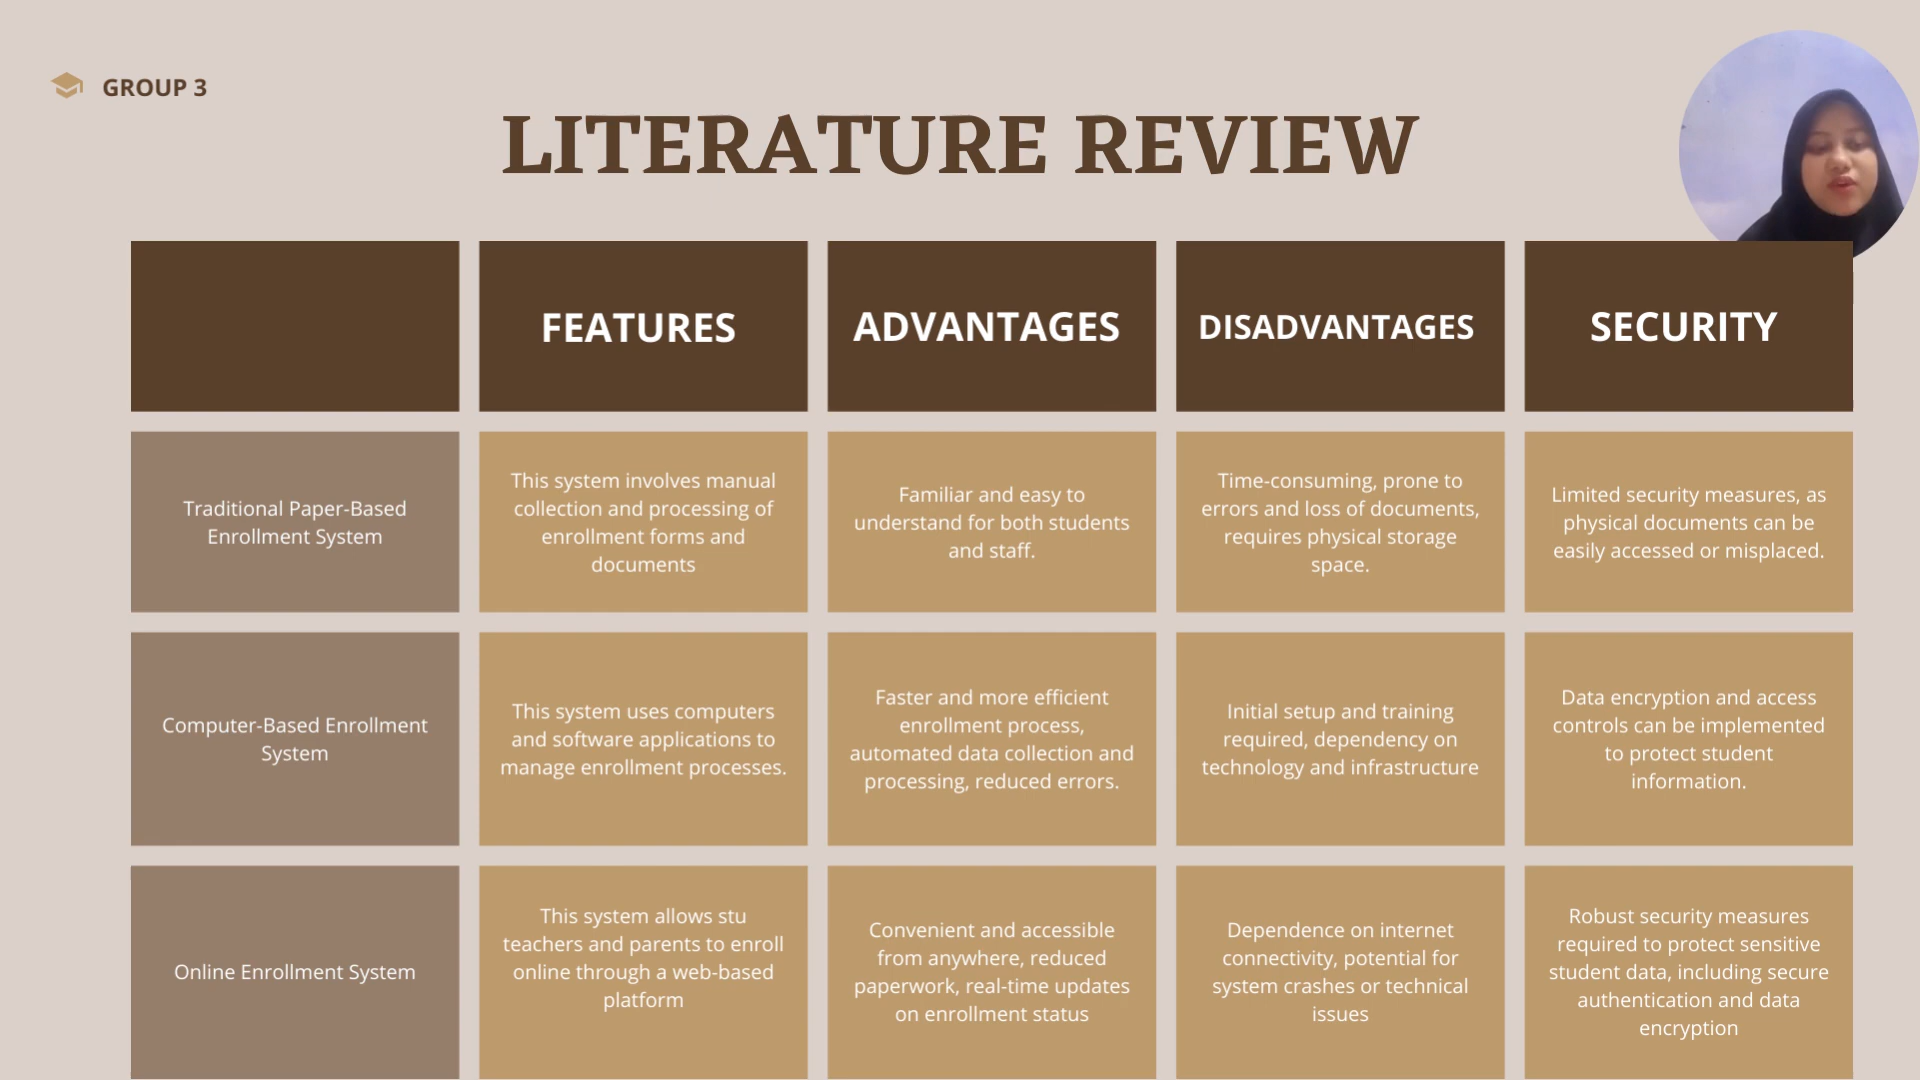 GROUP 3
LITERATURE REVIEW
FEATURES
ADVANTAGES
DISADVANTAGES
SECURITY
Traditional Paper-Based
Enrollment System
This system involves manual
collection and processing of
enrollment forms and
documents
Familiar and easy to
understand for both students
and staff.
Time-consuming, prone to
errors and loss of documents,
requires physical storage
space.
Limited security measures, as
physical documents can be
easily accessed or misplaced.
Computer-Based Enrollment
System
This system uses computers
and software applications to
manage enrollment processes.
Faster and more efficient
enrollment process,
automated data collection and
processing, reduced errors.
Initial setup and training
required, dependency on
technology and infrastructure
Data encryption and access
controls can be implemented
to protect student
information.
Online Enrollment System
This system allows stu
teachers and parents to enroll
online through a web-based
platform
Convenient and accessible
from anywhere, reduced
paperwork, real-time updates
on enrollment status
Dependence on internet
connectivity, potential for
system crashes or technical
issues
Robust security measures
required to protect sensitive
student data, including secure
authentication and data
encryption